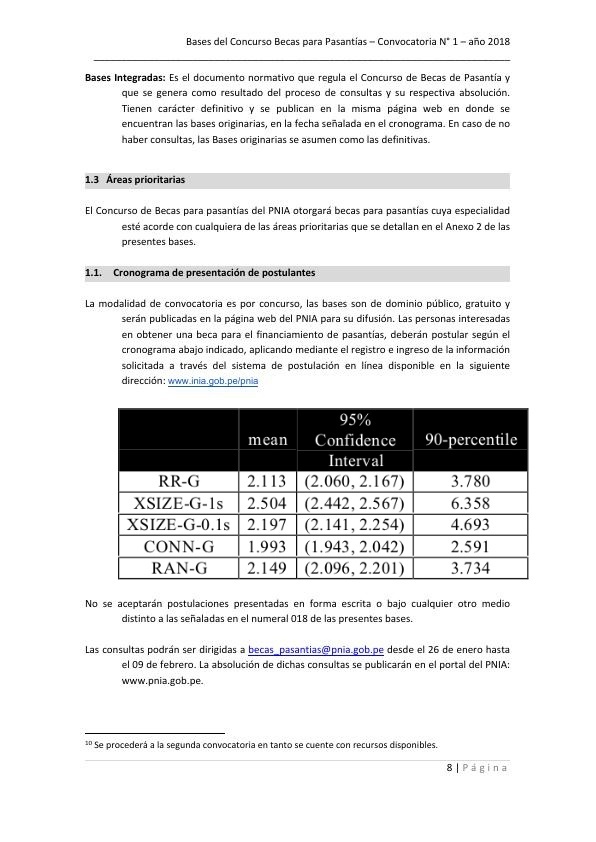 Bases del Concurso Becas para Pasantías – Convocatoria N° 1 – año 2018
Bases Integradas: Es el documento normativo que regula el Concurso de Becas de Pasantía y
que se genera como resultado del proceso de consultas y su respectiva absolución.
Tienen carácter definitivo y se publican en la misma página web en donde se
encuentran las bases originarias, en la fecha señalada en el cronograma. En caso de no
haber consultas, las Bases originarias se asumen como las definitivas.
1.3 Áreas prioritarias
El Concurso de Becas para pasantías del PNIA otorgará becas para pasantías cuya especialidad
esté acorde con cualquiera de las áreas prioritarias que se detallan en el Anexo 2 de las
presentes bases.
1.1. Cronograma de presentación de postulantes
La modalidad de convocatoria es por concurso, las bases son de dominio público, gratuito y
serán publicadas en la página web del PNIA para su difusión. Las personas interesadas
en obtener una beca para el financiamiento de pasantías, deberán postular según el
cronograma abajo indicado, aplicando mediante el registro e ingreso de la información
solicitada a través del sistema de postulación en línea disponible en la siguiente
dirección: www.inia.gob.pe/pnia
95%
mean Confidence 90-percentile
Interval
RR-G 2.113 (2.060, 2.167) 3.780
XSIZE-G-1s 2.504 (2.442, 2.567) 6.358
XSIZE-G-0.1s 2.197 (2.141, 2.254) 4.693
CONN-G 1.993 (1.943, 2.042) 2.591
RAN-G 2.149 (2.096, 2.201) 3.734
No se aceptarán postulaciones presentadas en forma escrita o bajo cualquier otro medio
distinto a las señaladas en el numeral 018 de las presentes bases.
Las consultas podrán ser dirigidas a becas_pasantias@pnia.gob.pe desde el 26 de enero hasta
el 09 de febrero. La absolución de dichas consultas se publicarán en el portal del PNIA:
www.pnia.gob.pe.
10 Se procederá a la segunda convocatoria en tanto se cuente con recursos disponibles.
8 | Página